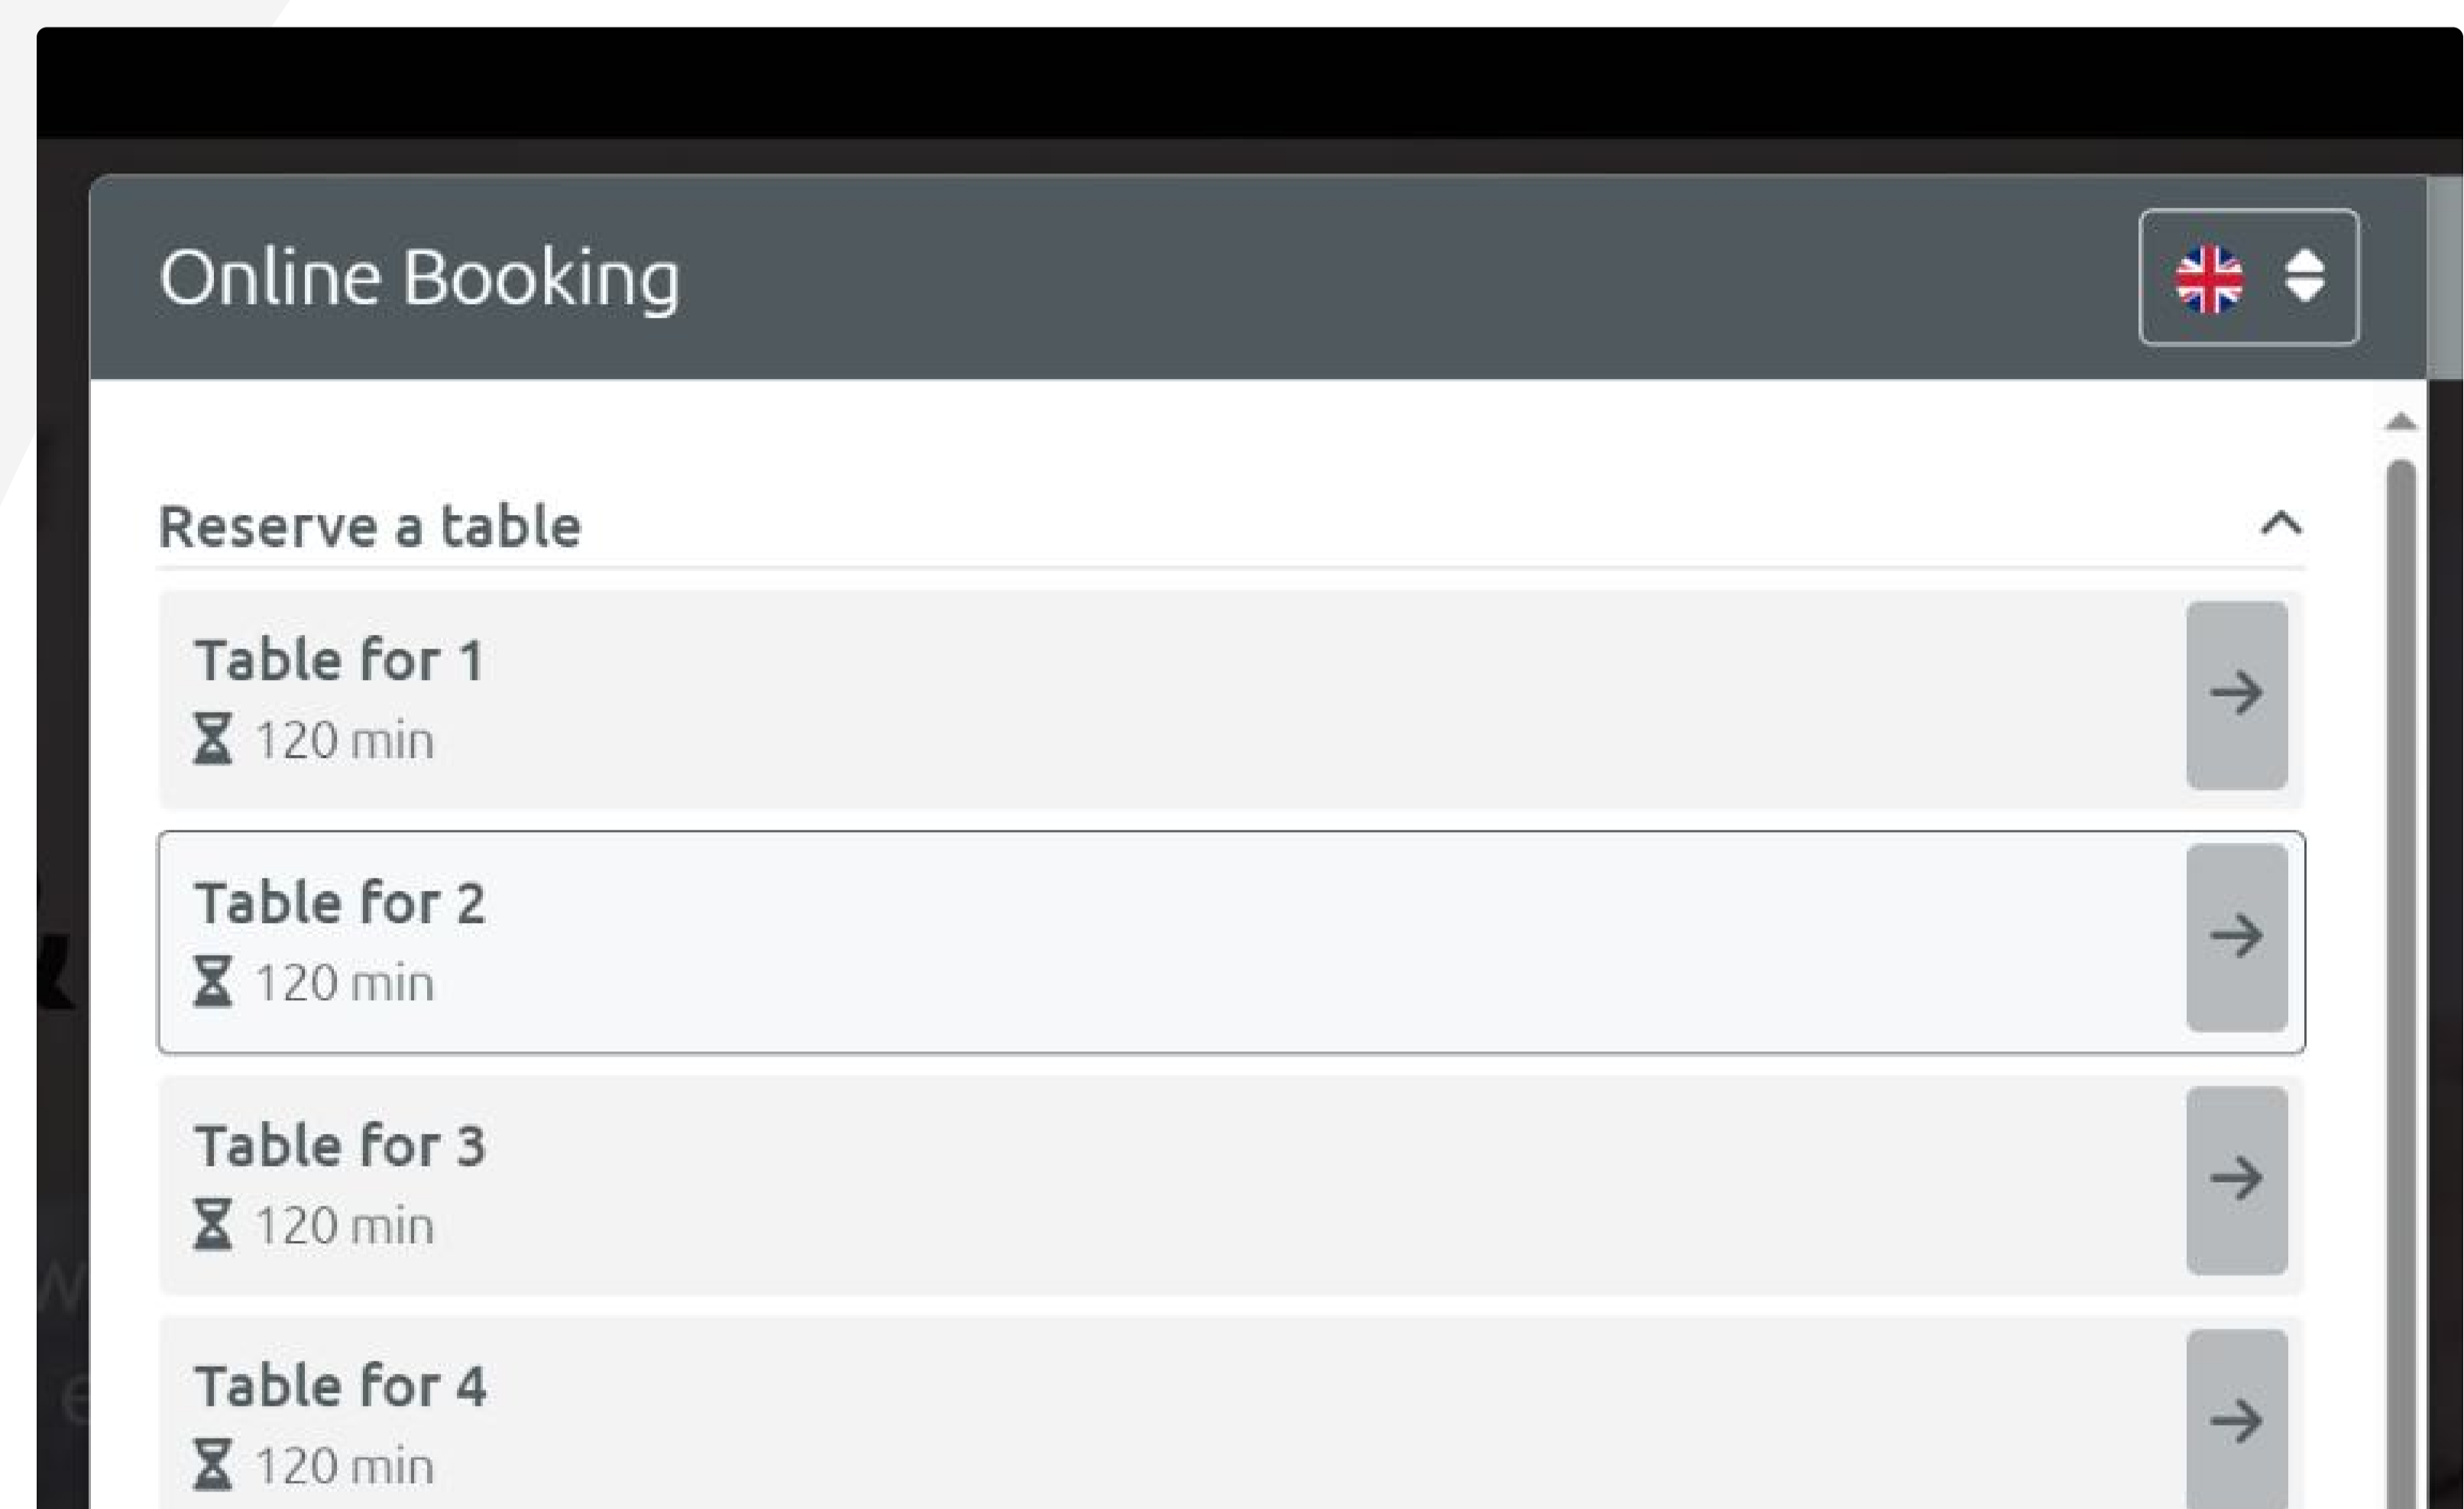 Online Booking
Reserve a table
Table for 1
120 min
Table for 2
120 min
Table for 3
120 min
Table for 4
120 min